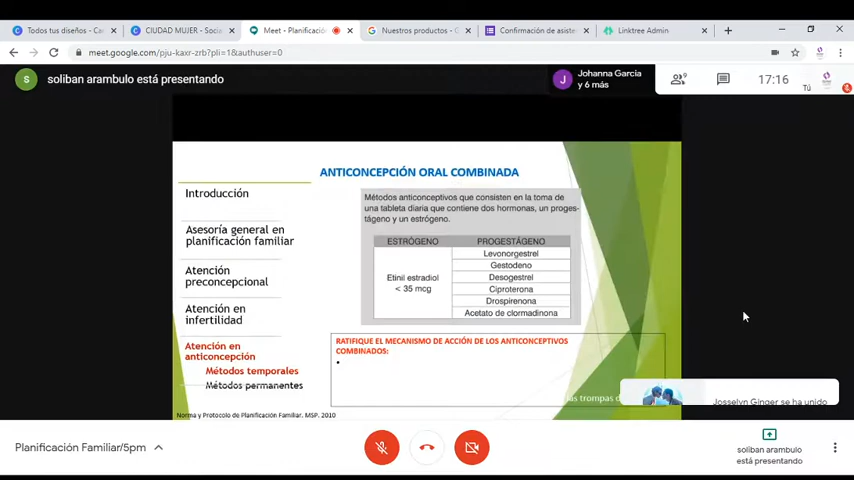 Todos tus diseños - Can
CIUDAD MUJER - Socia
Meet - Planificació
Nuestros productos - G
Confirmación de asiste
Linktree Admin
meet.google.com/pju-kaxr-zrb?pli=1&authuser=0
S
soliban arambulo está presentando
J
Johanna Garcia
y 6 más
9
17:16
Tú
ANTICONCEPCIÓN ORAL COMBINADA
Introducción
Asesoría general en
planificación familiar
Atención
preconcepcional
Atención en
infertilidad
Atención en
anticoncepción
Métodos temporales
Métodos permanentes
Métodos anticonceptivos que consisten en la toma de
una tableta diaria que contiene dos hormonas, un proges-
tágeno y un estrógeno.
ESTRÓGENO
PROGESTÁGENO
Etinil estradiol
< 35 mcg
Levonorgestrel
Gestodeno
Desogestrel
Ciproterona
Drospirenona
Acetato de clormadinona
RATIFIQUE EL MECANISMO DE ACCIÓN DE LOS ANTICONCEPTIVOS
COMBINADOS:
•
las trompas d
Norma y Protocolo de Planificación Familiar. MSP. 2010
Josselyn Ginger se ha unido
Planificación Familiar/5pm
soliban arambulo
está presentando